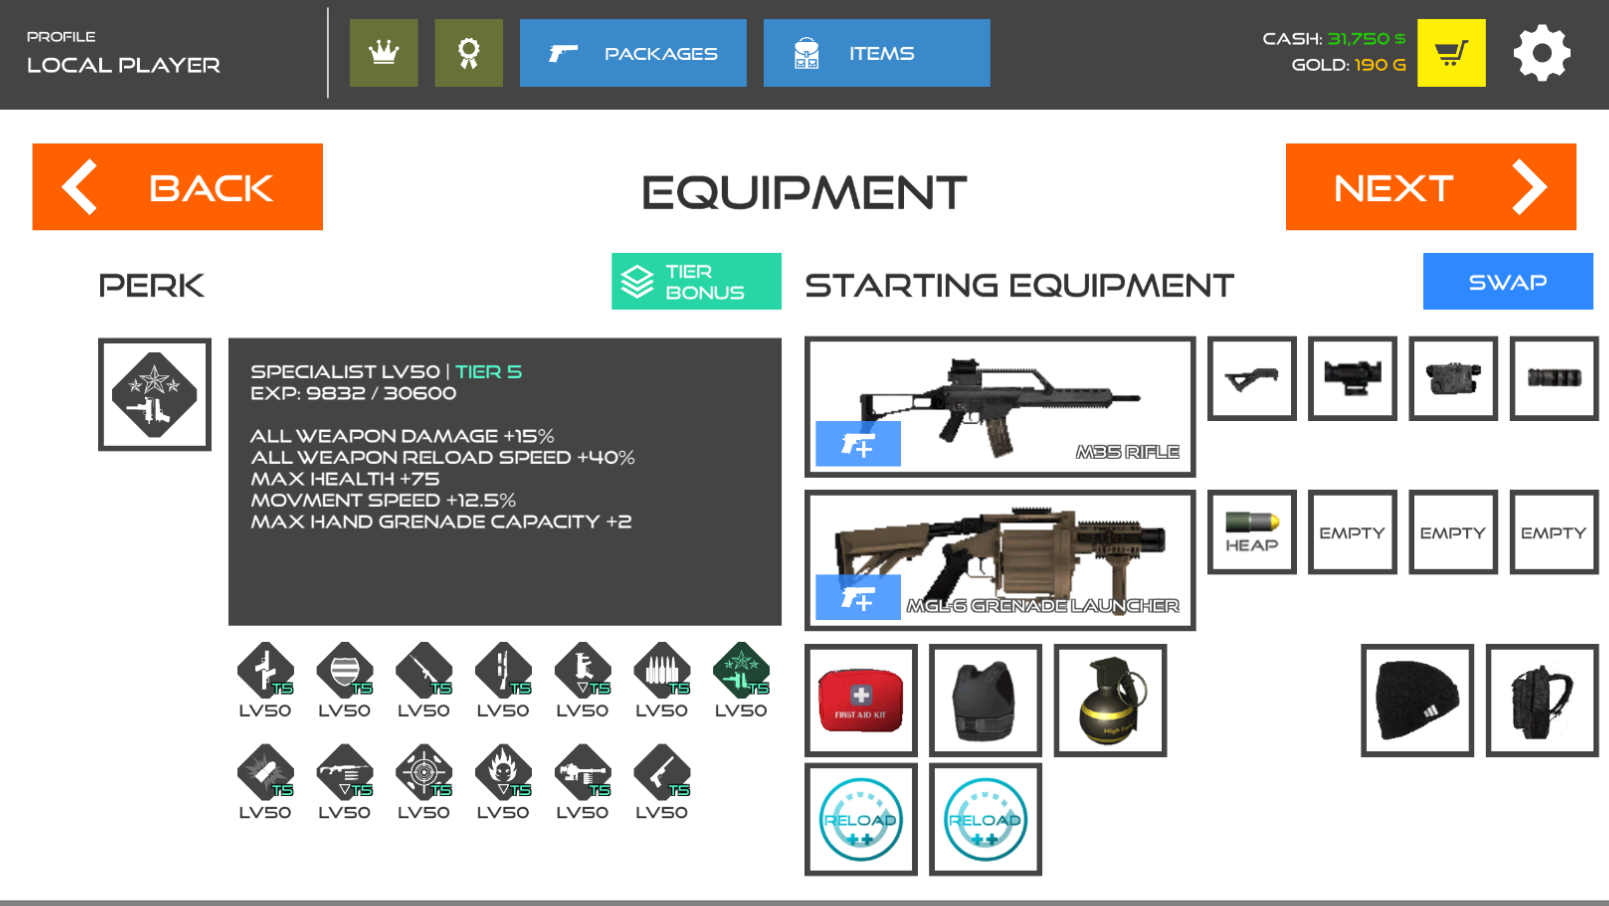 PROFILE
LOCAL PLAYER
PACKAGES
ITEMS
CASH: 31,750 $
GOLD: 190 G
BACK
EQUIPMENT
NEXT
PERK
TIER
BONUS
STARTING EQUIPMENT
SWAP
SPECIALIST LV50 | TIER 5
EXP: 9832 / 30600
ALL WEAPON DAMAGE +15%
ALL WEAPON RELOAD SPEED +40%
MAX HEALTH +75
MOVMENT SPEED +12.5%
MAX HAND GRENADE CAPACITY +2
M35 RIFLE
MGL-6 GRENADE LAUNCHER
HEAP
EMPTY
EMPTY
EMPTY
T5
T5
T5
T5
T5
T5
T5
LV50
LV50
LV50
LV50
LV50
LV50
LV50
T5
T5
T5
T5
T5
T5
LV50
LV50
LV50
LV50
LV50
LV50
FIRST AID KIT
High
RELOAD
RELOAD